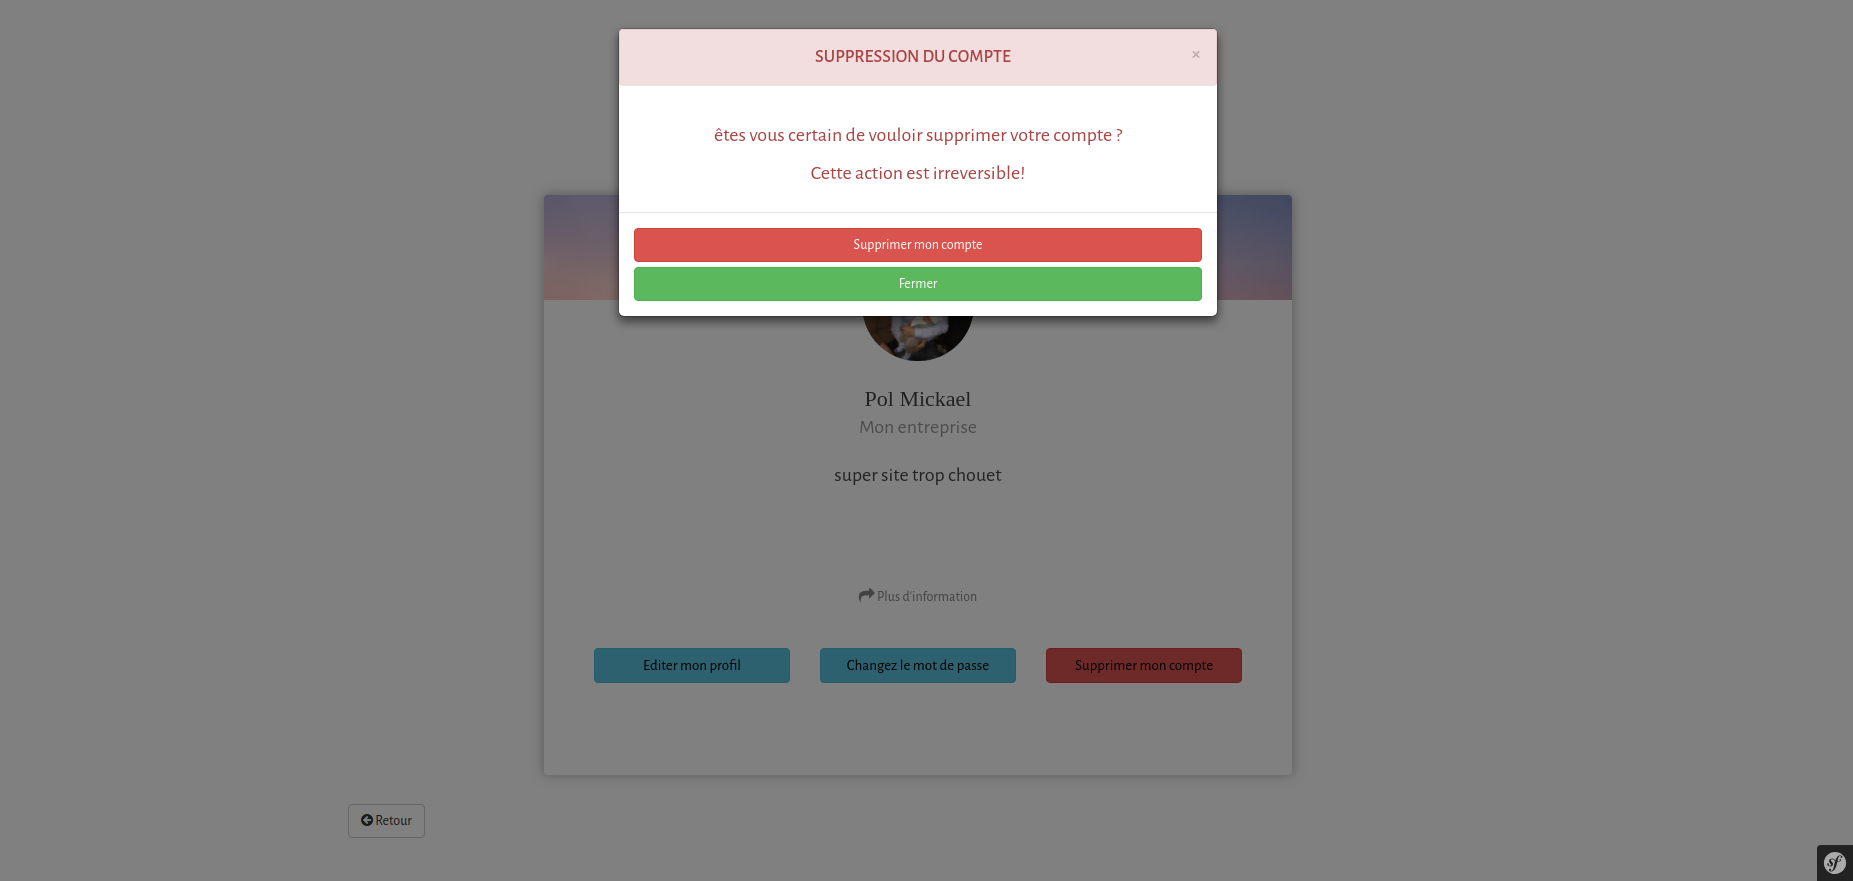 SUPPRESSION DU COMPTE
×
êtes vous certain de vouloir supprimer votre compte ?
Cette action est irreversible!
Supprimer mon compte
Fermer
Pol Mickael
Mon entreprise
super site trop chouet
Plus d'information
Editer mon profil
Changez le mot de passe
Supprimer mon compte
Retour
sf